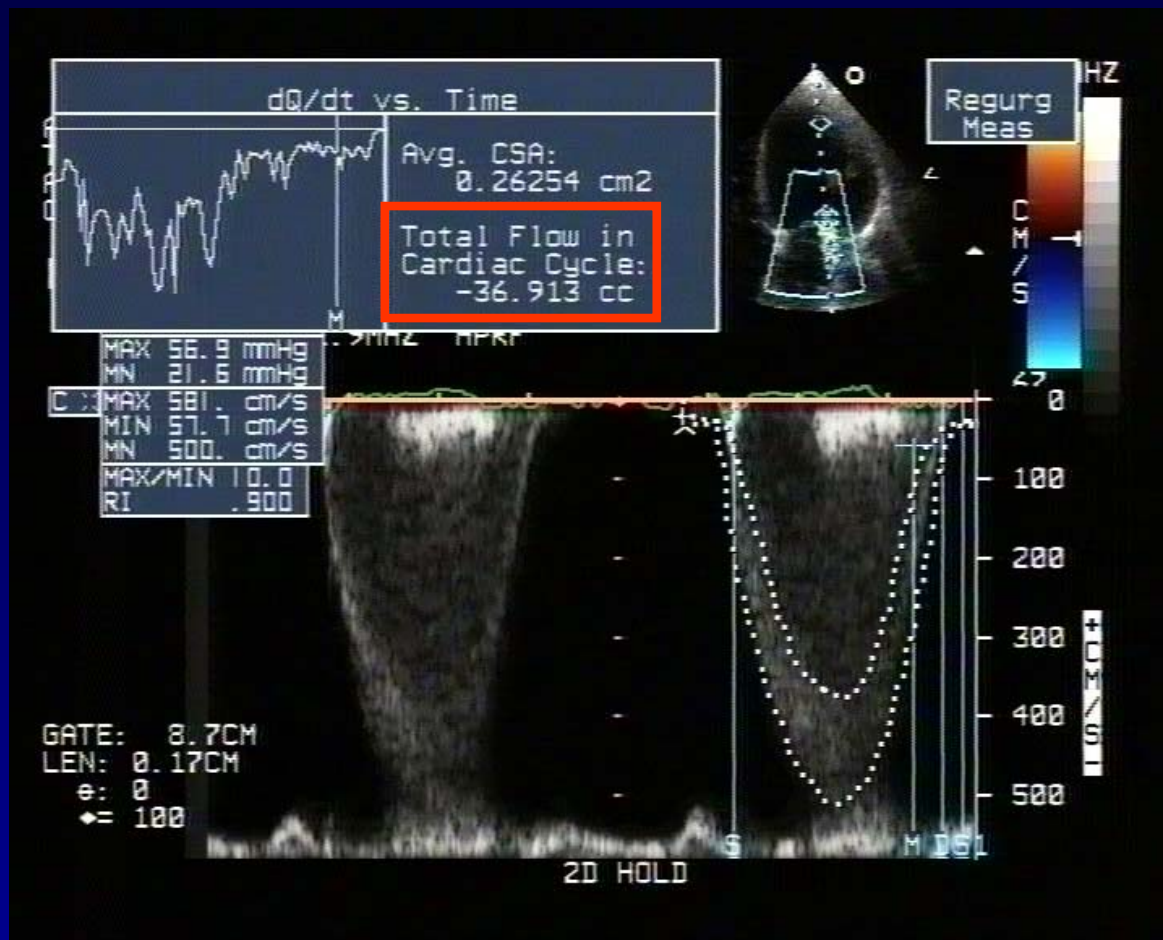 dQ/dt vs. Time
Avg. CSA:
0.26254 cm2
Total Flow in
Cardiac Cycle:
-36.913 cc
M
Regurg
Meas
HZ
CM/S
MAX 56.9 mmHg
MN 21.6 mmHg
MAX 581. cm/s
MIN 57.7 cm/s
MN 500. cm/s
MAX/MIN 10.0
RI .900
C
0
100
200
300
400
500
+CM/S-
GATE: 8.7CM
LEN: 0.17CM
θ: 0
◆= 100
S M D S1
2D HOLD